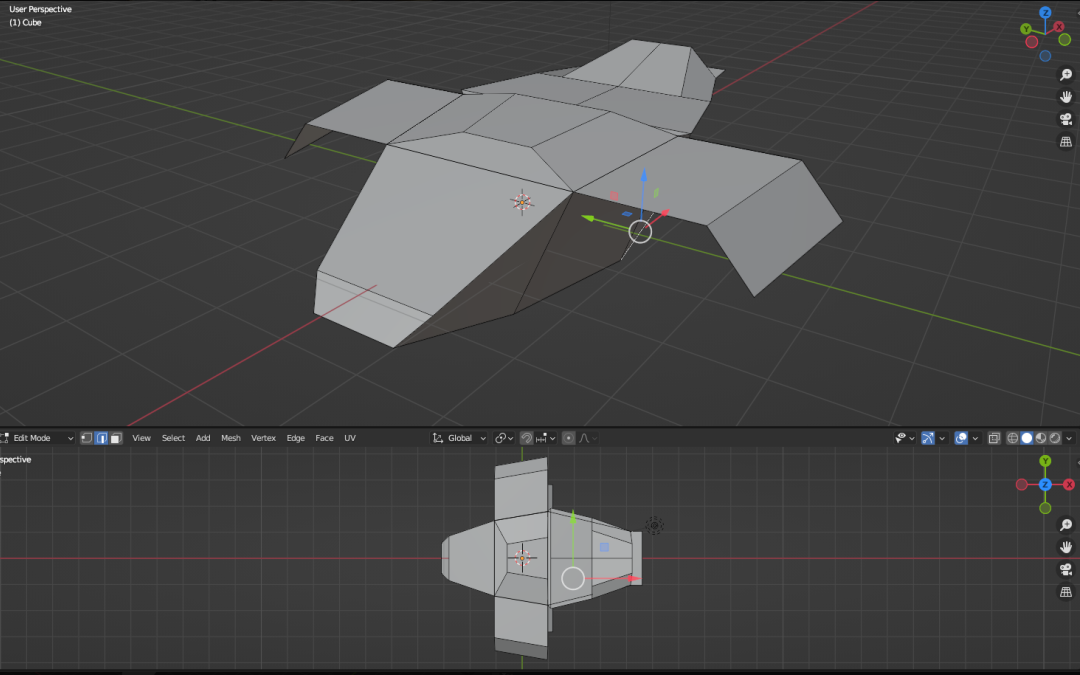 User Perspective
(1) Cube
Z
Y
X
Edit Mode
View
Select
Add
Mesh
Vertex
Edge
Face
UV
Global
spective
Y
Z
X